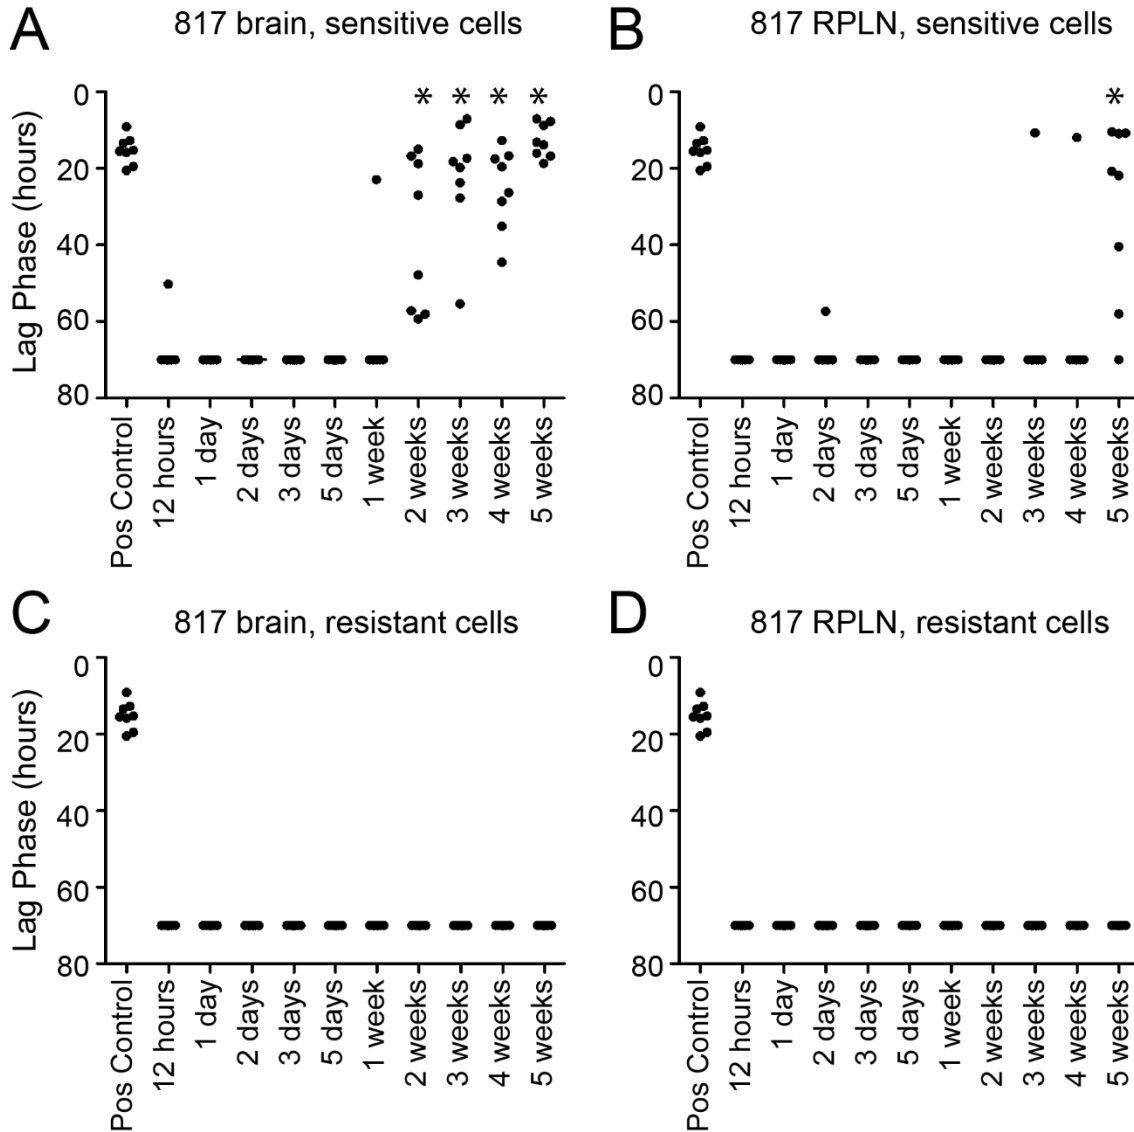 A 817 brain, sensitive cells
* * * *
Lag Phase (hours)
0
20
40
60
80
Pos Control
12 hours
1 day
2 days
3 days
5 days
1 week
2 weeks
3 weeks
4 weeks
5 weeks
B 817 RPLN, sensitive cells
*
0
20
40
60
80
Pos Control
12 hours
1 day
2 days
3 days
5 days
1 week
2 weeks
3 weeks
4 weeks
5 weeks
C 817 brain, resistant cells
Lag Phase (hours)
0
20
40
60
80
Pos Control
12 hours
1 day
2 days
3 days
5 days
1 week
2 weeks
3 weeks
4 weeks
5 weeks
D 817 RPLN, resistant cells
0
20
40
60
80
Pos Control
12 hours
1 day
2 days
3 days
5 days
1 week
2 weeks
3 weeks
4 weeks
5 weeks